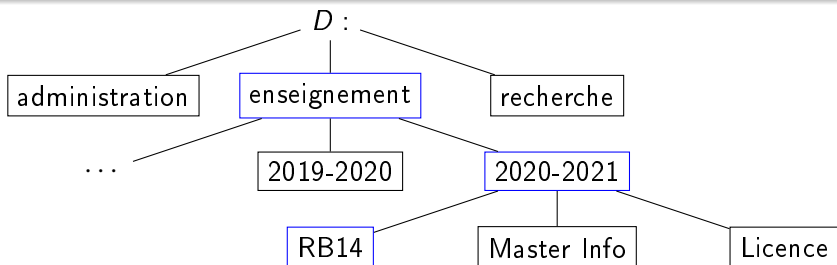 D :
administration enseignement recherche
... 2019-2020 2020-2021
RB14 Master Info Licence